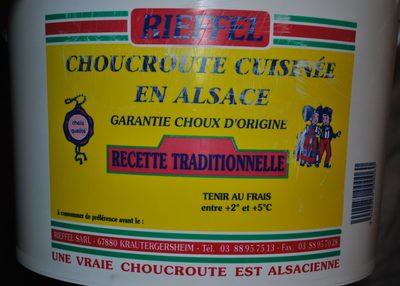 RIEFFEL
CHOUCROUTE CUISINÉE
EN ALSACE
GARANTIE CHOUX D'ORIGINE
choix
qualité
RECETTE TRADITIONNELLE
TENIR AU FRAIS
entre +2° et +5°C
à consommer de préférence avant le :
RIEFFEL SARL - 67880 KRAUTERGERSHEIM - Tél. 03 88 95 75 13 - Fax. 03 88 95 70 28
UNE VRAIE CHOUCROUTE EST ALSACIENNE